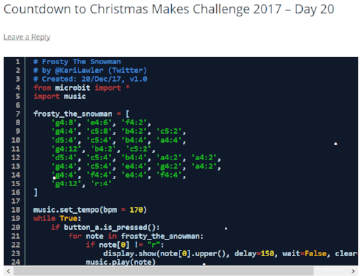 Countdown to Christmas Makes Challenge 2017 – Day 20
Leave a Reply
1 # Frosty The Snowman
2 # by @KariLawler (Twitter)
3 # Created: 20/Dec/17, v1.0
4 from microbit import *
5 import music
6
7 frosty_the_snowman = [
8 'g4:8', 'e4:6', 'f4:2',
9 'g4:4', 'c5:8', 'b4:2', 'c5:2',
10 'd5:4', 'c5:4', 'b4:4', 'a4:4',
11 'g4:12', 'b4:2', 'c5:2',
12 'd5:4', 'c5:4', 'b4:4', 'a4:2', 'a4:2',
13 'g4:4', 'c5:4', 'e4:4', 'g4:2', 'a4:2',
14 'g4:4', 'f4:4', 'e4:4', 'f4:4',
15 'g4:12', 'r:4'
16 ]
17
18 music.set_tempo(bpm = 170)
19 while True:
20 if button_a.is_pressed():
21 for note in frosty_the_snowman:
22 if note[0] != "r":
23 display.show(note[0].upper(), delay=150, wait=False, clear
24 music.play(note)